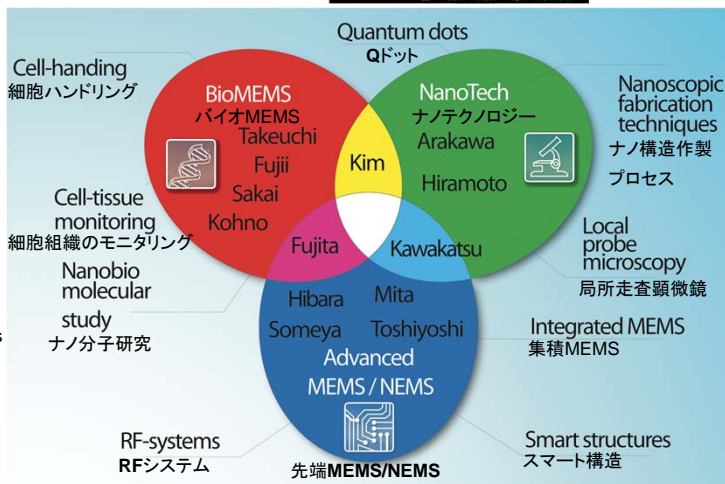 Quantum dots
Qドット
Cell-handing
細胞ハンドリング
BioMEMS
バイオMEMS
Takeuchi
Fujii
Sakai
Kohno
NanoTech
ナノテクノロジー
Arakawa
Hiramoto
Nanoscopic
fabrication
techniques
ナノ構造作製
プロセス
Kim
Cell-tissue
monitoring
細胞組織のモニタリング
Fujita
Kawakatsu
Local
probe
microscopy
局所走査顕微鏡
Nanobio
molecular
study
ナノ分子研究
Hibara
Mita
Someya
Toshiyoshi
Advanced
MEMS / NEMS
Integrated MEMS
集積MEMS
RF-systems
RFシステム
先端MEMS/NEMS
Smart structures
スマート構造
s